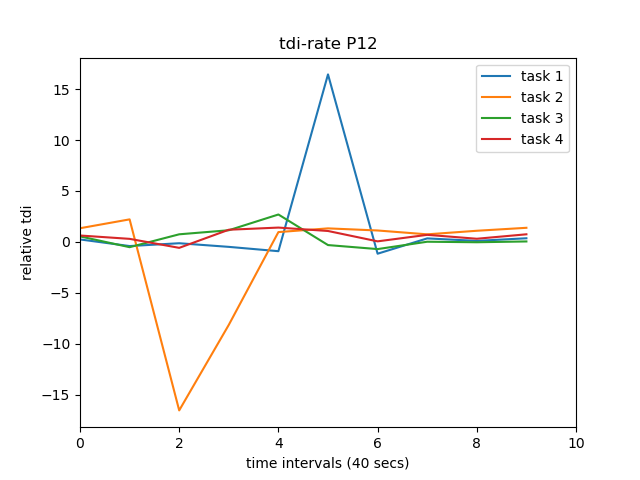 tdi-rate P12
relative tdi
15
10
5
0
−5
−10
−15
0 2 4 6 8 10
time intervals (40 secs)
task 1
task 2
task 3
task 4